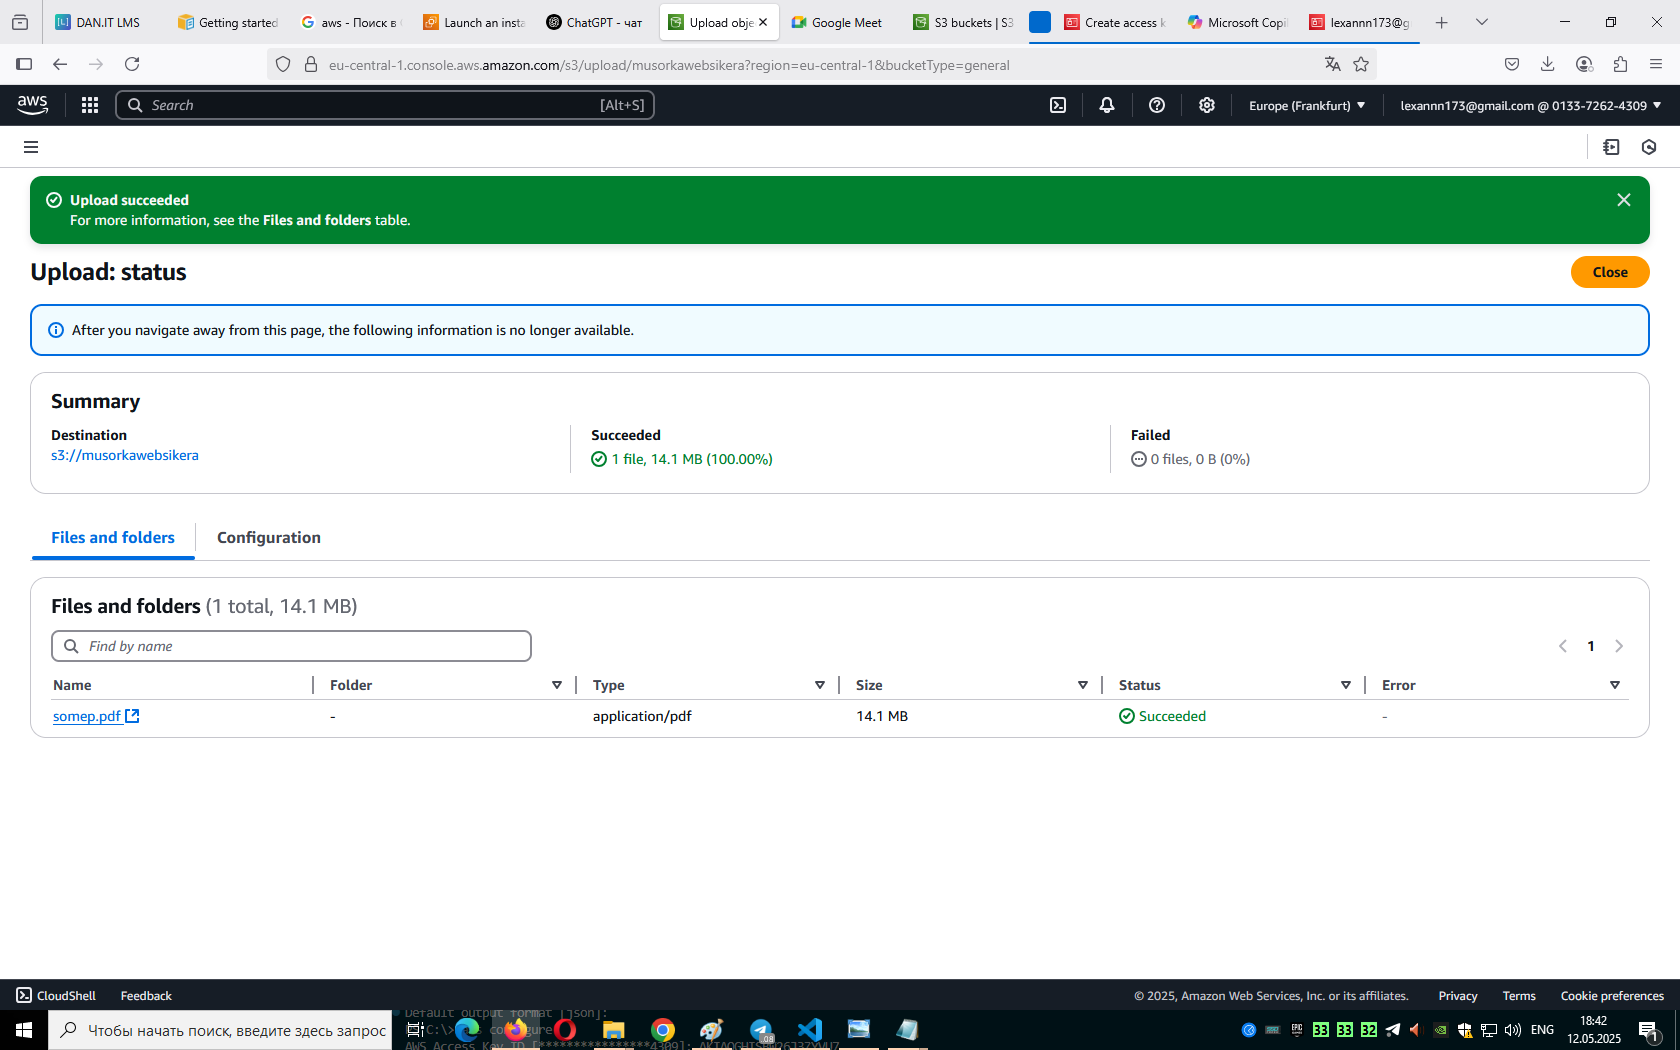 DAN.IT LMS
Getting started
aws - Поиск в
Launch an insta
ChatGPT - чат
Upload obje
Google Meet
S3 buckets | S3
Create access k
Microsoft Copi
lexannn173@g
eu-central-1.console.aws.amazon.com/s3/upload/musorkawebsikera?region=eu-central-1&bucketType=general
aws
Search
[Alt+S]
Europe (Frankfurt)
lexannn173@gmail.com @ 0133-7262-4309
Upload succeeded
For more information, see the Files and folders table.
Upload: status
Close
After you navigate away from this page, the following information is no longer available.
Summary
Destination
s3://musorkawebsikera
Succeeded
1 file, 14.1 MB (100.00%)
Failed
0 files, 0 B (0%)
Files and folders
Configuration
Files and folders (1 total, 14.1 MB)
Find by name
1
Name
Folder
Type
Size
Status
Error
somep.pdf
-
application/pdf
14.1 MB
Succeeded
-
CloudShell
Feedback
© 2025, Amazon Web Services, Inc. or its affiliates.
Privacy
Terms
Cookie preferences
Default output format [json]:
Чтобы начать поиск, введите здесь запрос
33
33
32
ENG
18:42
12.05.2025
1